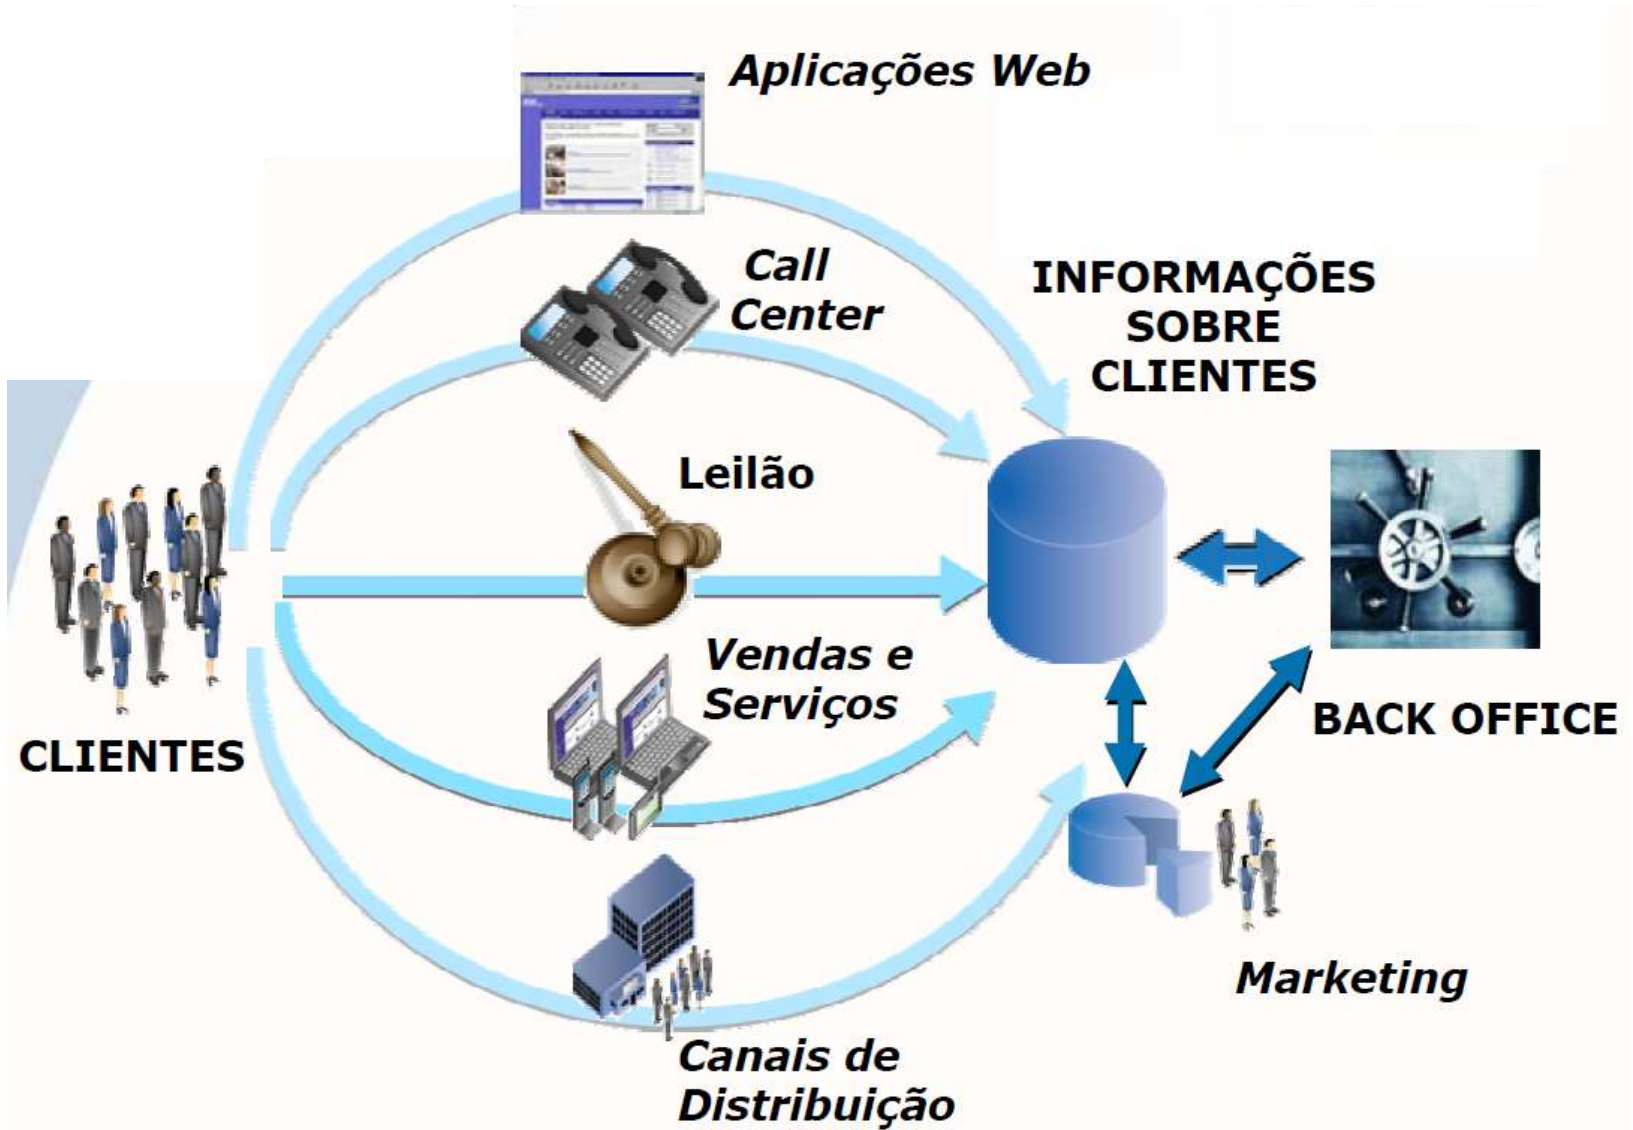 Aplicações Web
Call
Center
INFORMAÇÕES
SOBRE
CLIENTES
Leilão
Vendas e
Serviços
CLIENTES
BACK OFFICE
Marketing
Canais de
Distribuição